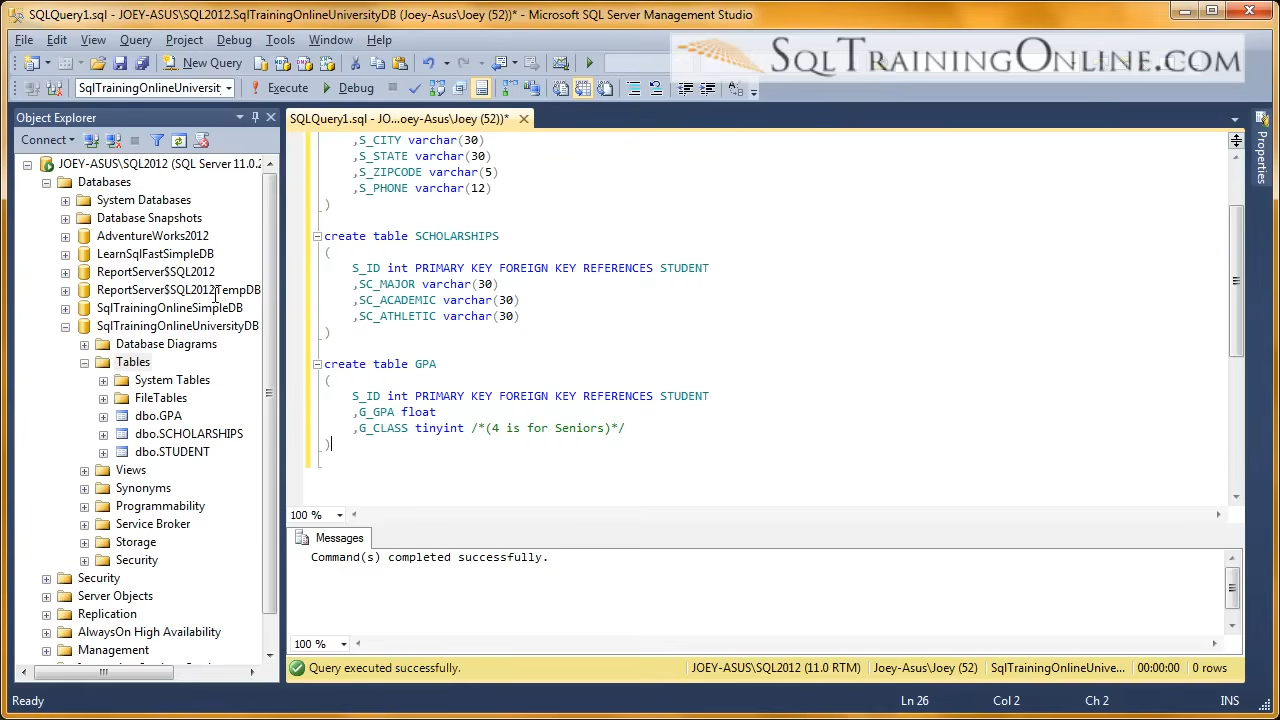 SQLQuery1.sql - JOEY-ASUS\SQL2012.SqlTrainingOnlineUniversityDB (Joey-Asus\Joey (52))* - Microsoft SQL Server Management Studio
File Edit View Query Project Debug Tools Window Help
SQLTRAININGONLINE.COM
New Query
SqlTrainingOnlineUniversit
Execute
Debug
Object Explorer
Connect
JOEY-ASUS\SQL2012 (SQL Server 11.0.2
Databases
System Databases
Database Snapshots
AdventureWorks2012
LearnSqlFastSimpleDB
ReportServer$SQL2012
ReportServer$SQL2012TempDB
SqlTrainingOnlineSimpleDB
SqlTrainingOnlineUniversityDB
Database Diagrams
Tables
System Tables
FileTables
dbo.GPA
dbo.SCHOLARSHIPS
dbo.STUDENT
Views
Synonyms
Programmability
Service Broker
Storage
Security
Security
Server Objects
Replication
AlwaysOn High Availability
Management
SQLQuery1.sql - JO...oey-Asus\Joey (52))*
,S_CITY varchar(30)
,S_STATE varchar(30)
,S_ZIPCODE varchar(5)
,S_PHONE varchar(12)
)
create table SCHOLARSHIPS
(
S_ID int PRIMARY KEY FOREIGN KEY REFERENCES STUDENT
,SC_MAJOR varchar(30)
,SC_ACADEMIC varchar(30)
,SC_ATHLETIC varchar(30)
)
create table GPA
(
S_ID int PRIMARY KEY FOREIGN KEY REFERENCES STUDENT
,G_GPA float
,G_CLASS tinyint /*(4 is for Seniors)*/
)
100 %
Messages
Command(s) completed successfully.
100 %
Query executed successfully.
JOEY-ASUS\SQL2012 (11.0 RTM)
Joey-Asus\Joey (52)
SqlTrainingOnlineUnive...
00:00:00
0 rows
Properties
Ready
Ln 26
Col 2
Ch 2
INS